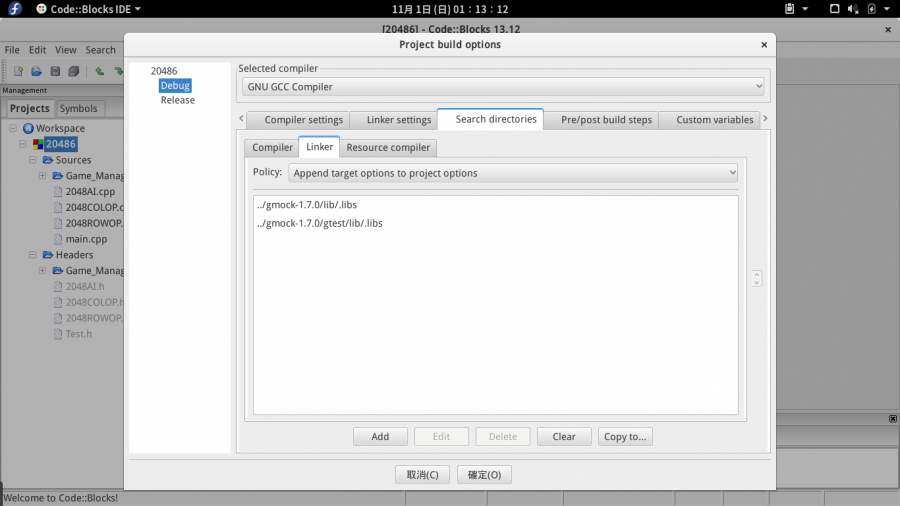 Code::Blocks IDE
11月 1日 (日) 01：13：12
[20486] - Code::Blocks 13.12
File Edit View Search
Project build options
Management
Projects Symbols
Workspace
20486
Sources
Game_Manag
2048AI.cpp
2048COLOP.c
2048ROWOP.
main.cpp
Headers
Game_Manag
2048AI.h
2048COLOP.h
2048ROWOP.
Test.h
20486
Debug
Release
Selected compiler
GNU GCC Compiler
Compiler settings Linker settings Search directories Pre/post build steps Custom variables
Compiler Linker Resource compiler
Policy: Append target options to project options
../gmock-1.7.0/lib/.libs
../gmock-1.7.0/gtest/lib/.libs
Add Edit Delete Clear Copy to...
取消(C) 確定(O)
Welcome to Code::Blocks!